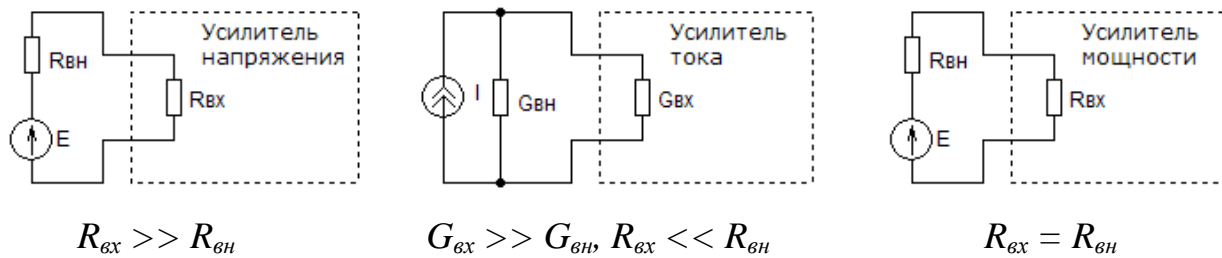 Усилитель
напряжения
Rвн
Rвх
E
Усилитель
тока
I
Gвн
Gвх
Усилитель
мощности
Rвн
Rвх
E
Rвх >> Rвн
Gвх >> Gвн, Rвх << Rвн
Rвх = Rвн